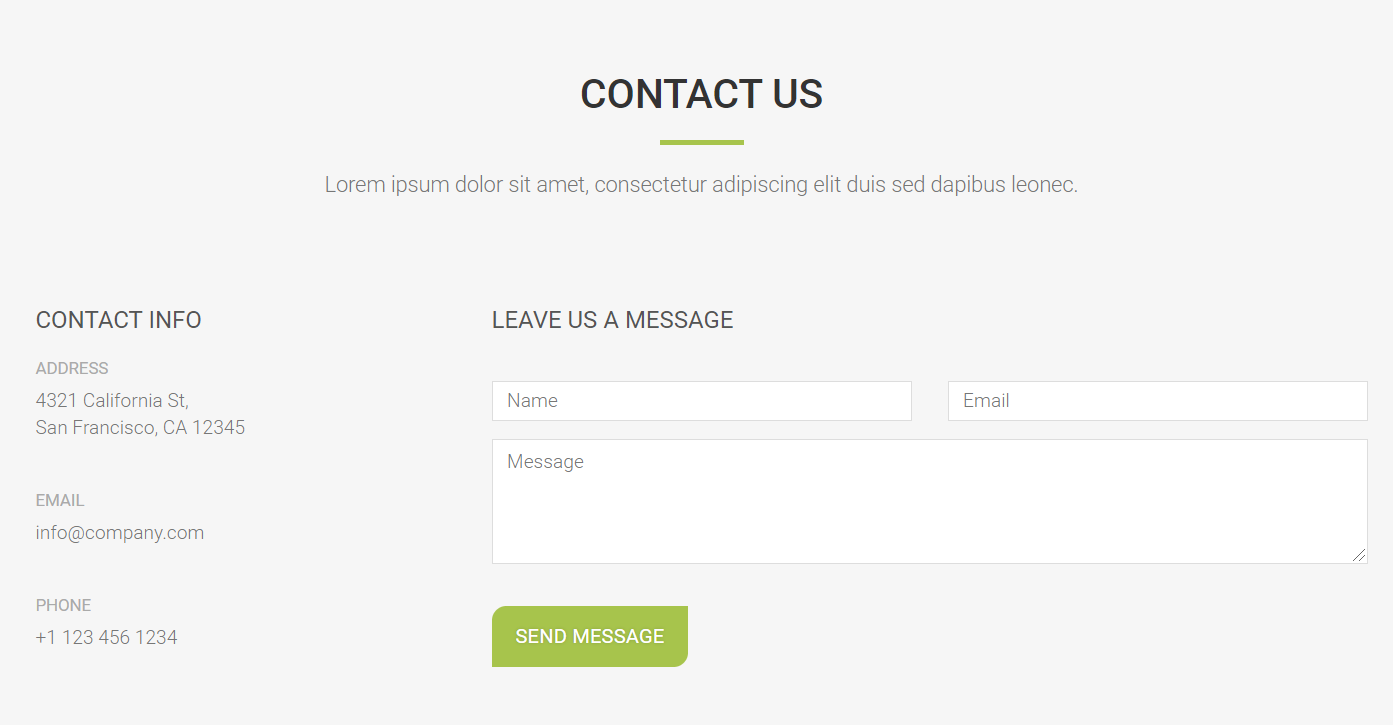 CONTACT US
Lorem ipsum dolor sit amet, consectetur adipiscing elit duis sed dapibus leonec.
CONTACT INFO
ADDRESS
4321 California St,
San Francisco, CA 12345
EMAIL
info@company.com
PHONE
+1 123 456 1234
LEAVE US A MESSAGE
Name
Email
Message
SEND MESSAGE